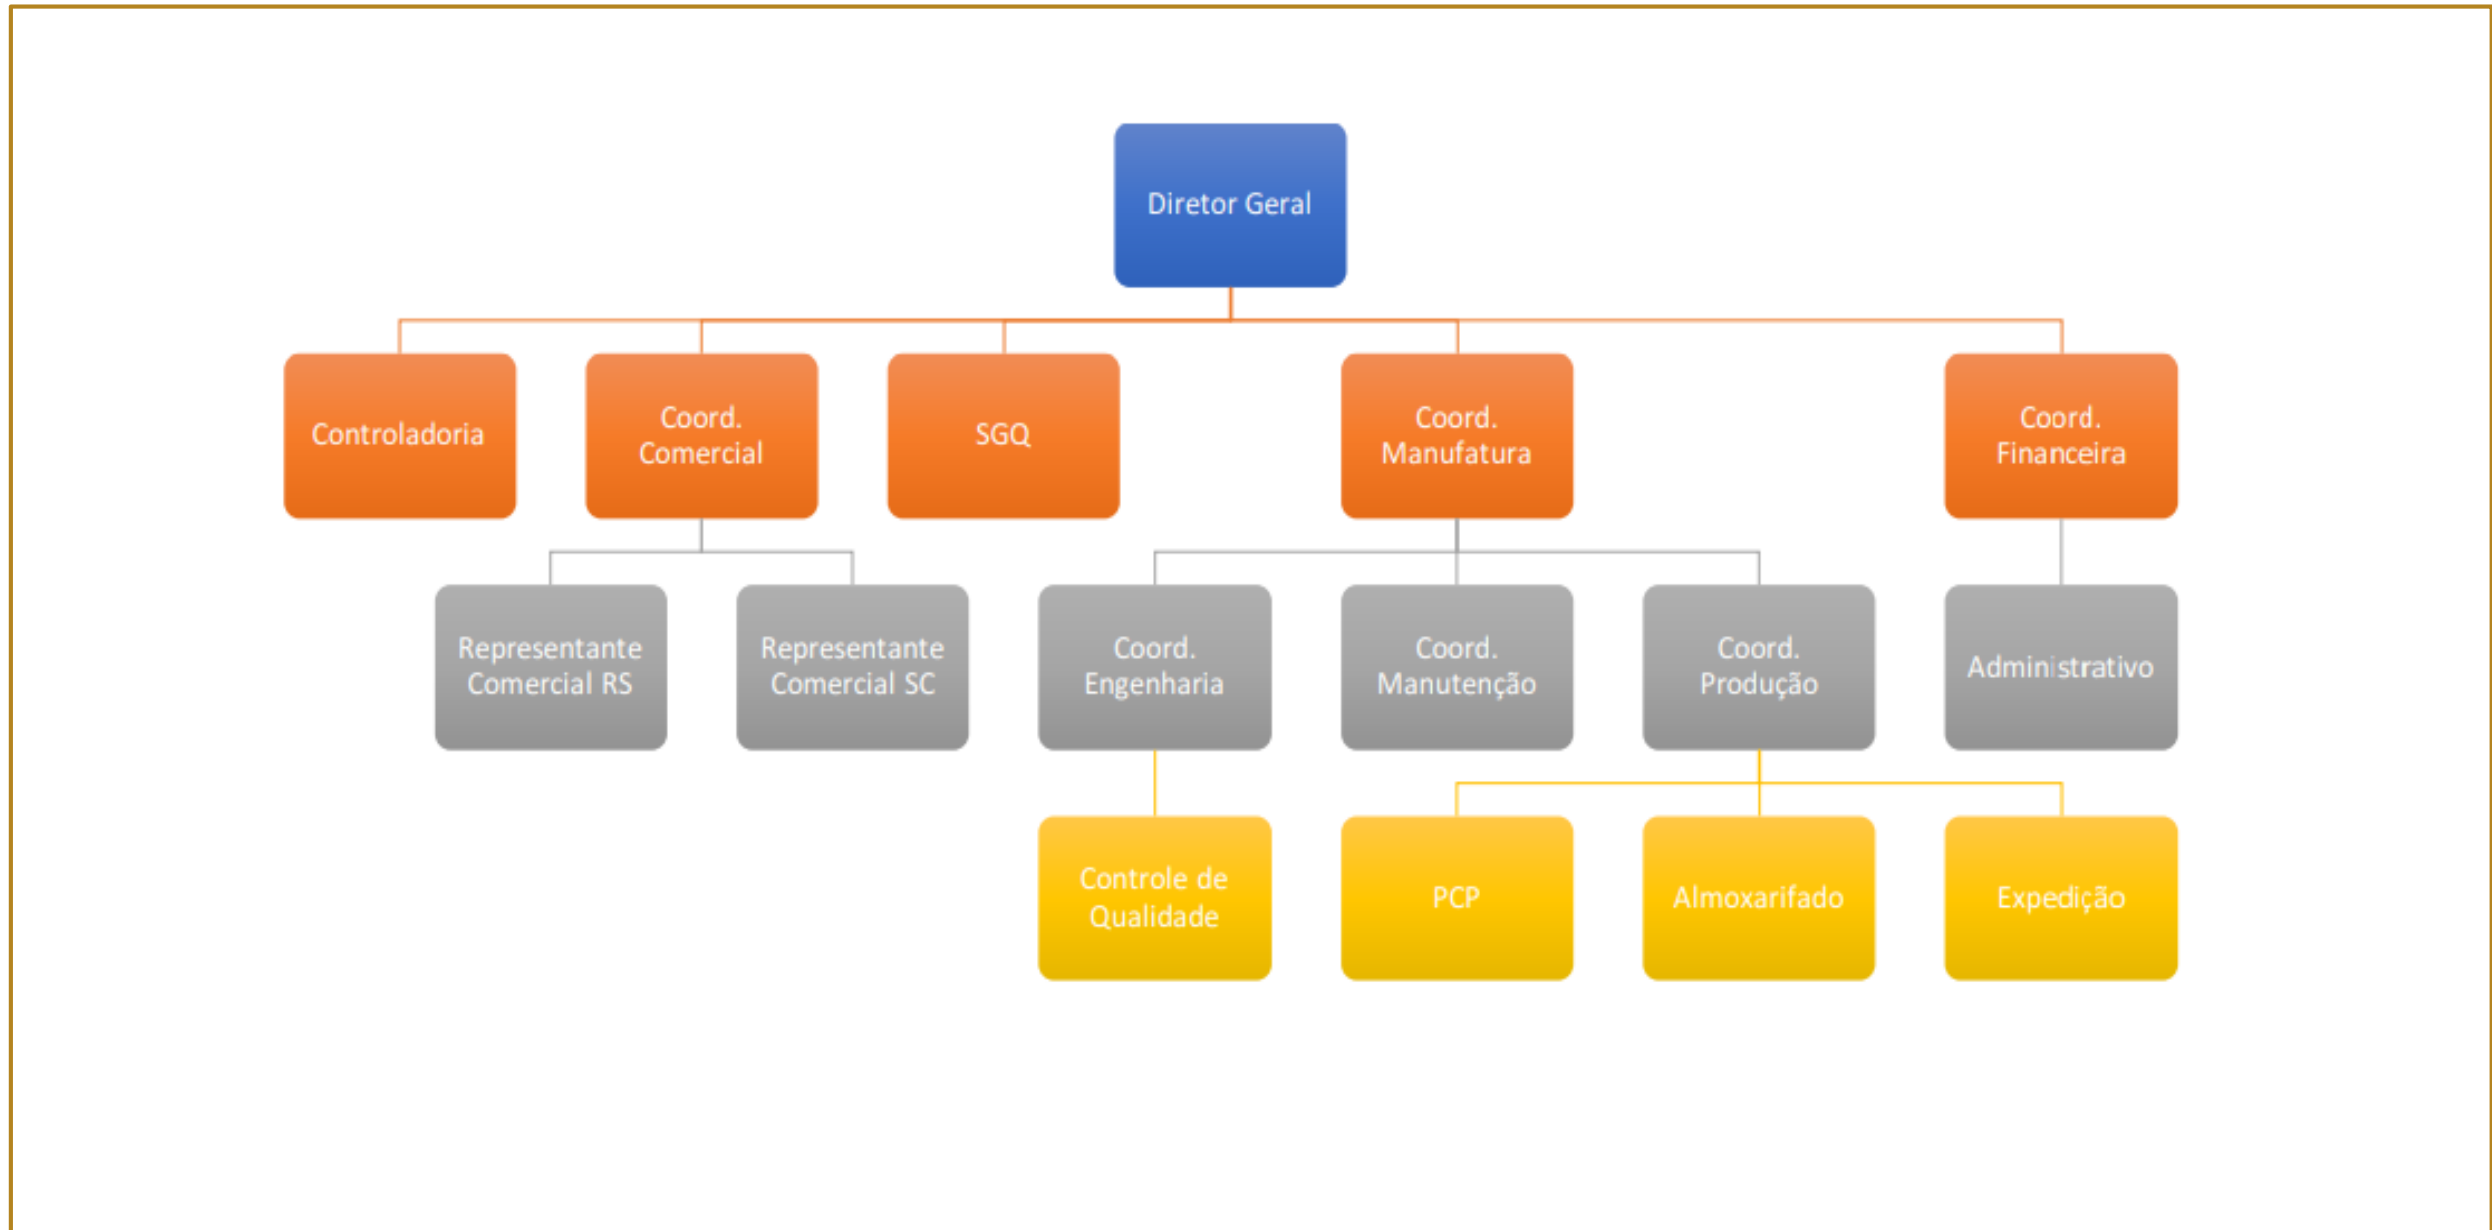 Diretor Geral
Controladoria
Coord.
Comercial
SGQ
Coord.
Manufatura
Coord.
Financeira
Representante
Comercial RS
Representante
Comercial SC
Coord.
Engenharia
Coord.
Manutenção
Coord.
Produção
Administrativo
Controle de
Qualidade
PCP
Almoxarifado
Expedição